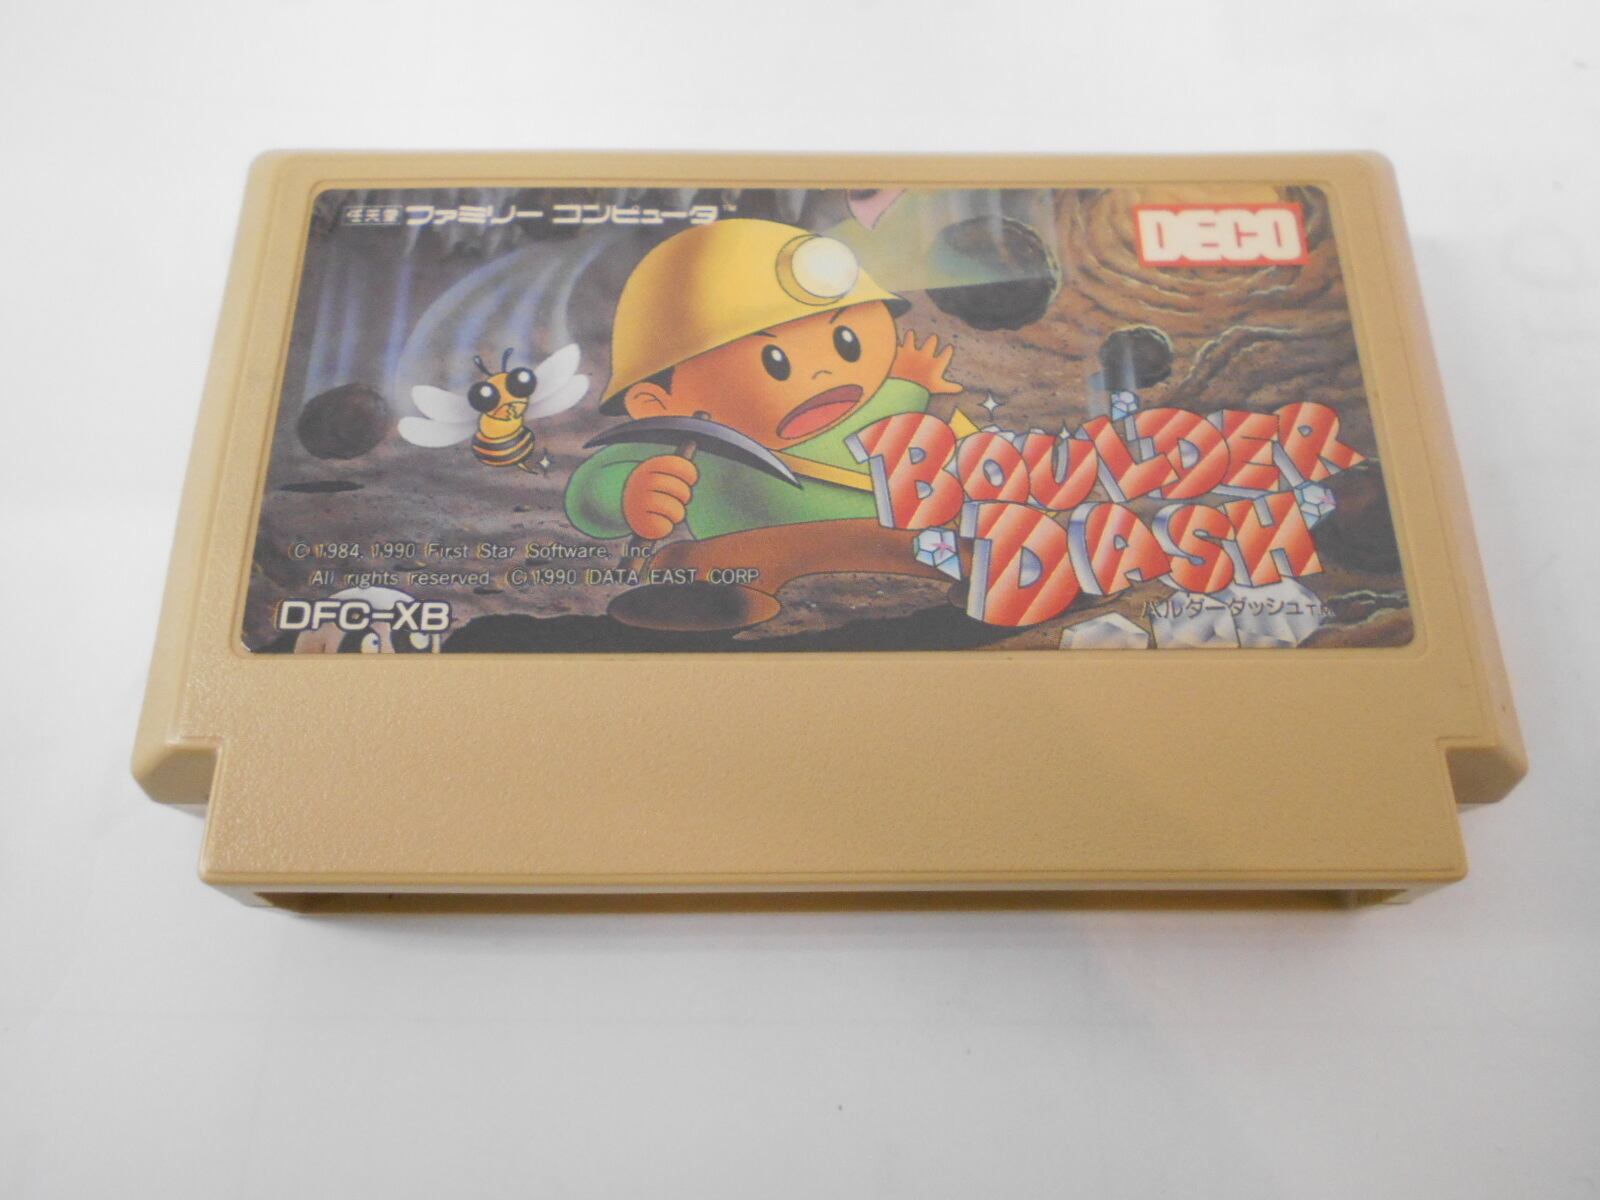 任天堂 ファミリー コンピュータ™
DECO
BOULDER
DASH
バルダーダッシュTM
© 1984, 1990 First Star Software, Inc.
All rights reserved © 1990 DATA EAST CORP.
DFC-XB